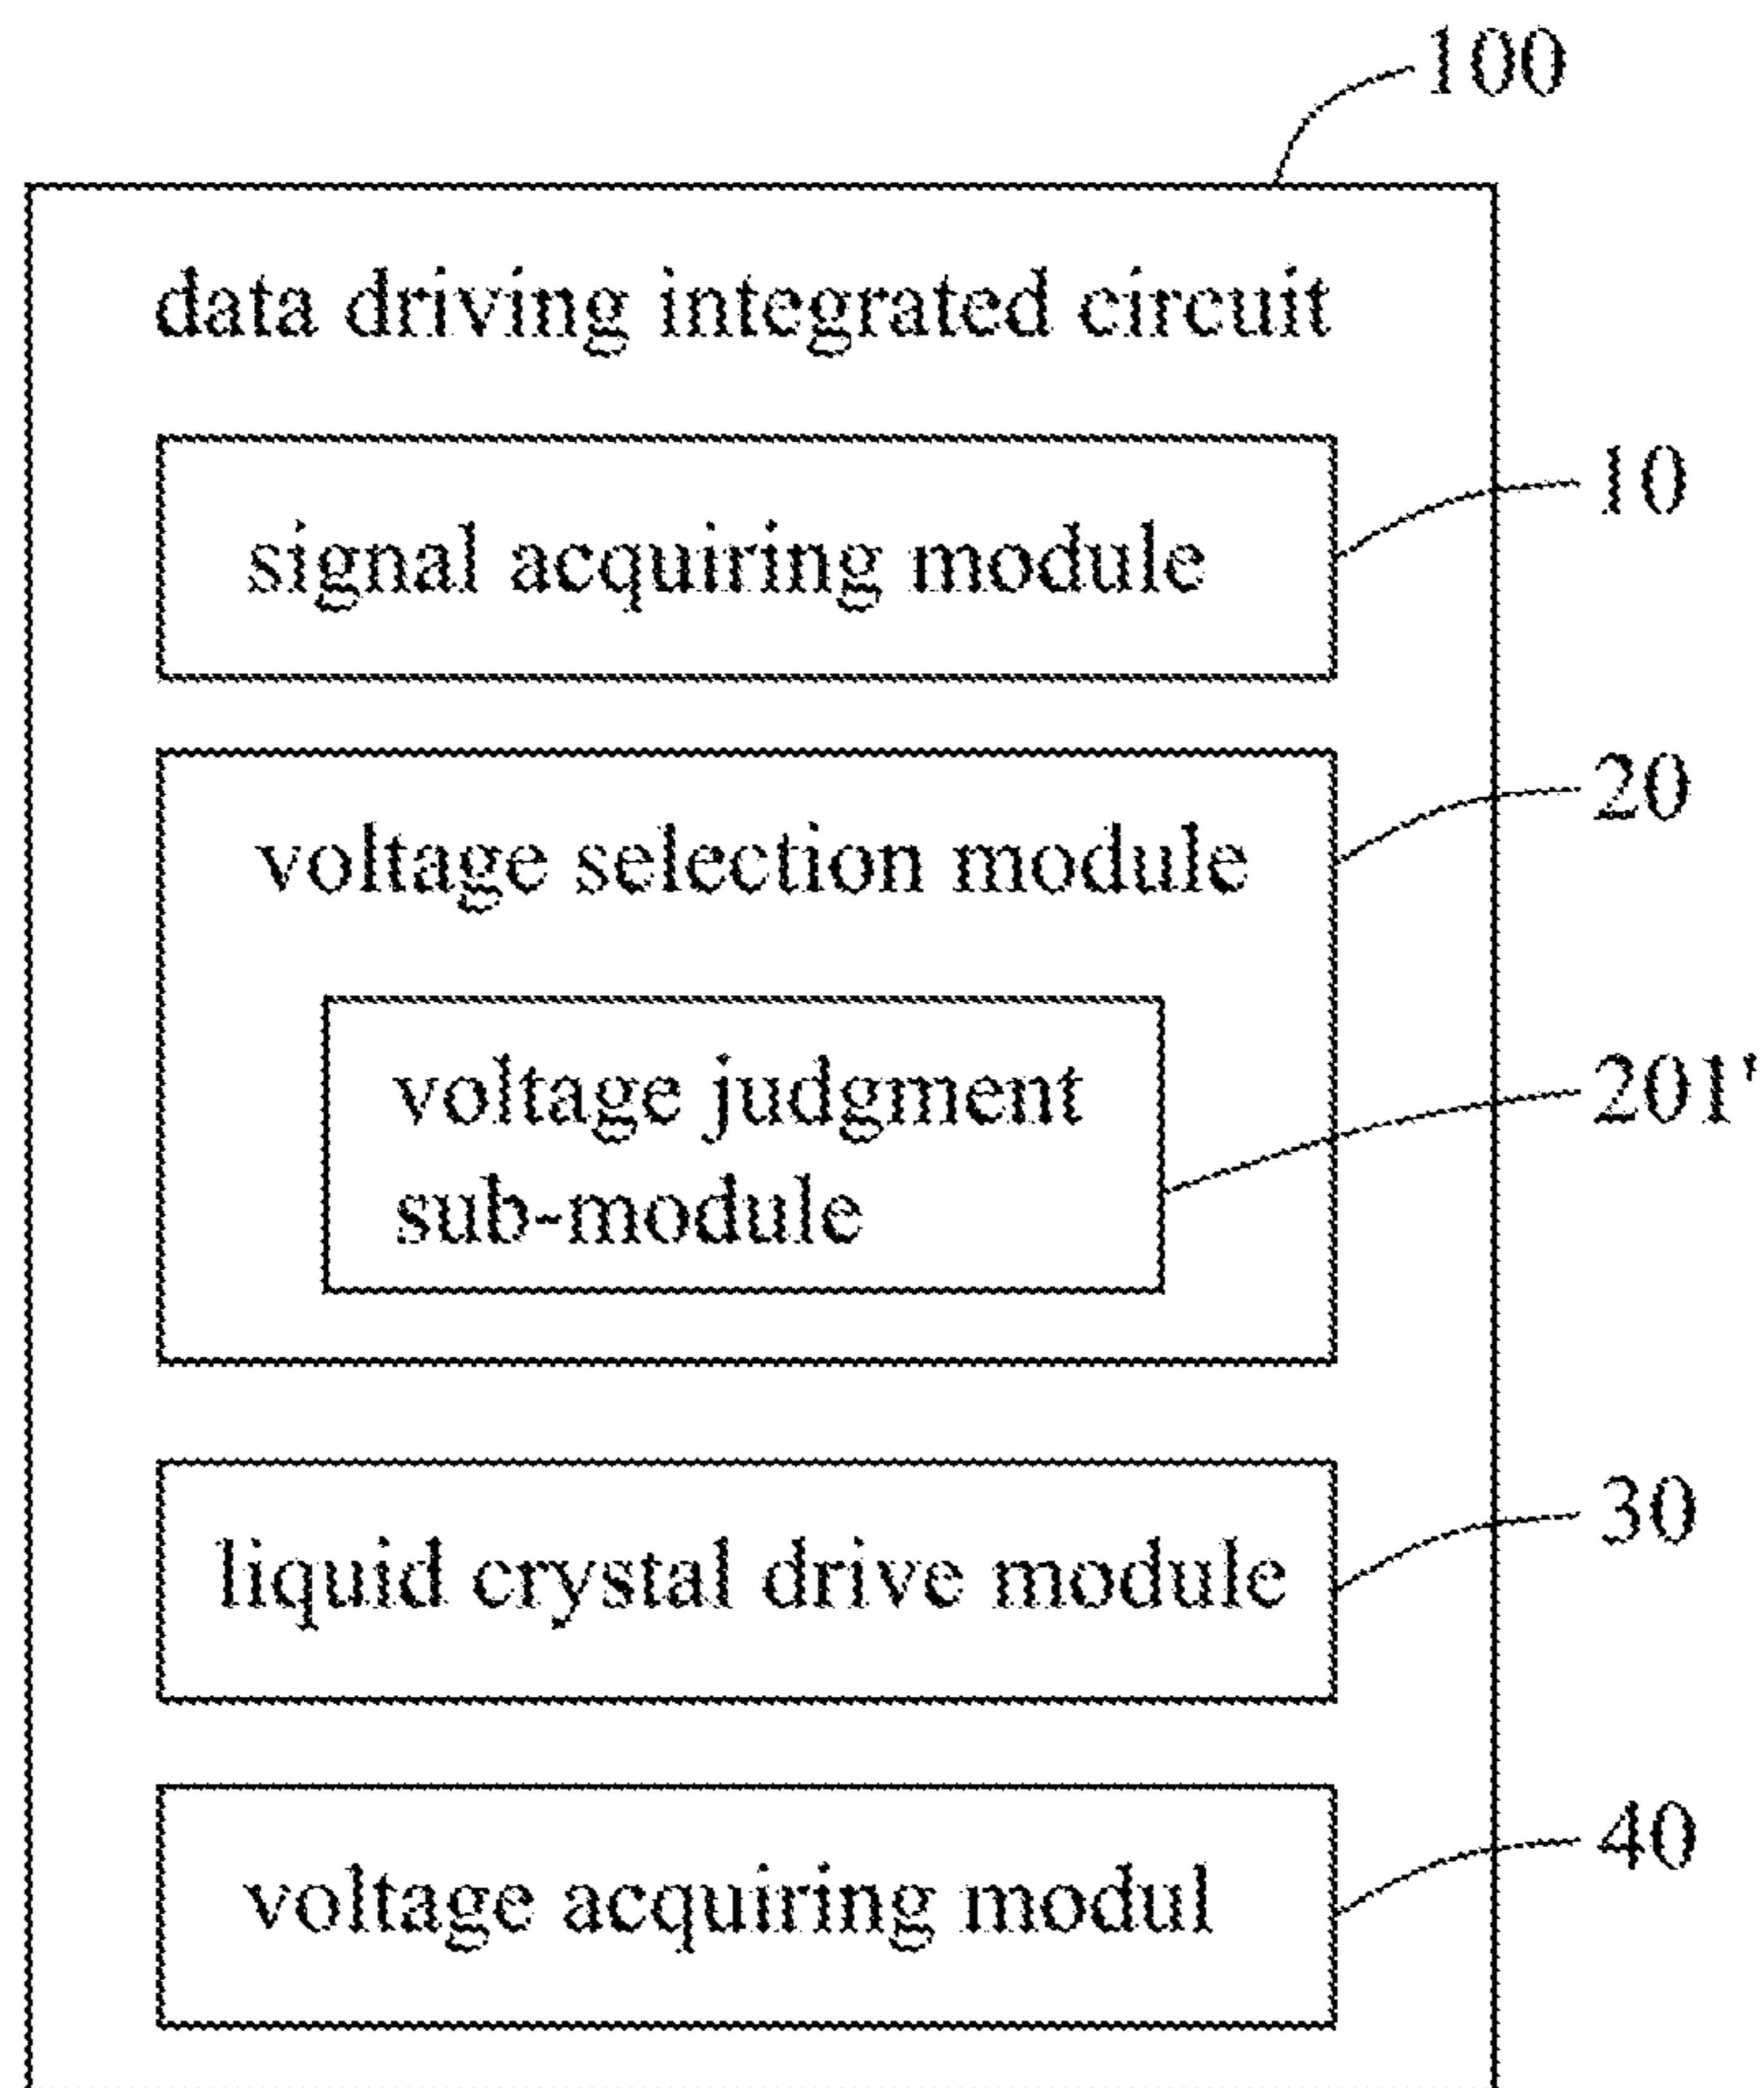 100
data driving integrated circuit
signal acquiring module
10
voltage selection module
20
voltage judgment
sub-module
201'
liquid crystal drive module
30
voltage acquiring modul
40